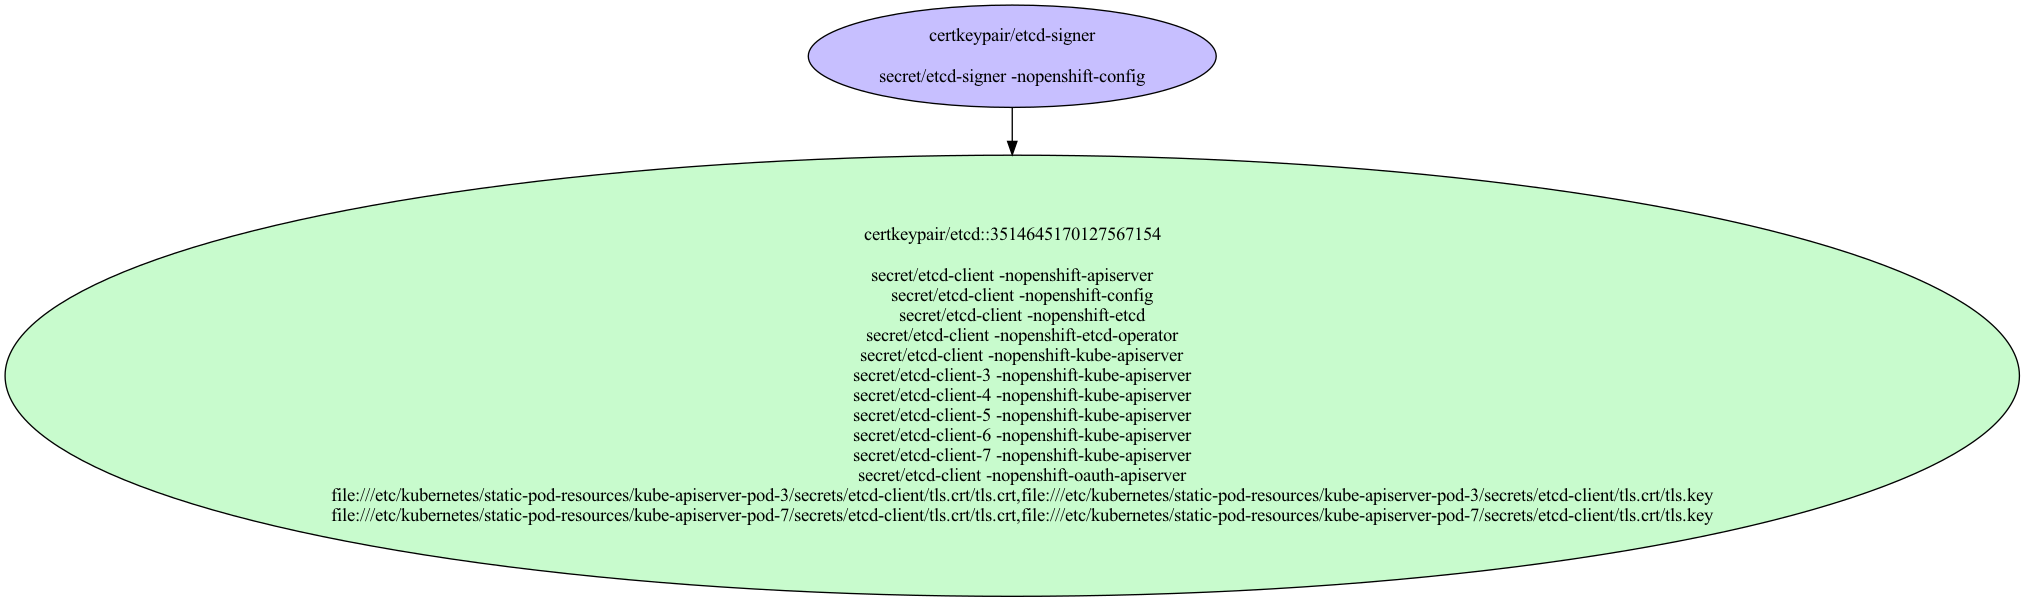 certkeypair/etcd-signer
secret/etcd-signer -nopenshift-config
certkeypair/etcd::3514645170127567154
secret/etcd-client -nopenshift-apiserver
secret/etcd-client -nopenshift-config
secret/etcd-client -nopenshift-etcd
secret/etcd-client -nopenshift-etcd-operator
secret/etcd-client -nopenshift-kube-apiserver
secret/etcd-client-3 -nopenshift-kube-apiserver
secret/etcd-client-4 -nopenshift-kube-apiserver
secret/etcd-client-5 -nopenshift-kube-apiserver
secret/etcd-client-6 -nopenshift-kube-apiserver
secret/etcd-client-7 -nopenshift-kube-apiserver
secret/etcd-client -nopenshift-oauth-apiserver
file:///etc/kubernetes/static-pod-resources/kube-apiserver-pod-3/secrets/etcd-client/tls.crt/tls.crt,file:///etc/kubernetes/static-pod-resources/kube-apiserver-pod-3/secrets/etcd-client/tls.crt/tls.key
file:///etc/kubernetes/static-pod-resources/kube-apiserver-pod-7/secrets/etcd-client/tls.crt/tls.crt,file:///etc/kubernetes/static-pod-resources/kube-apiserver-pod-7/secrets/etcd-client/tls.crt/tls.key